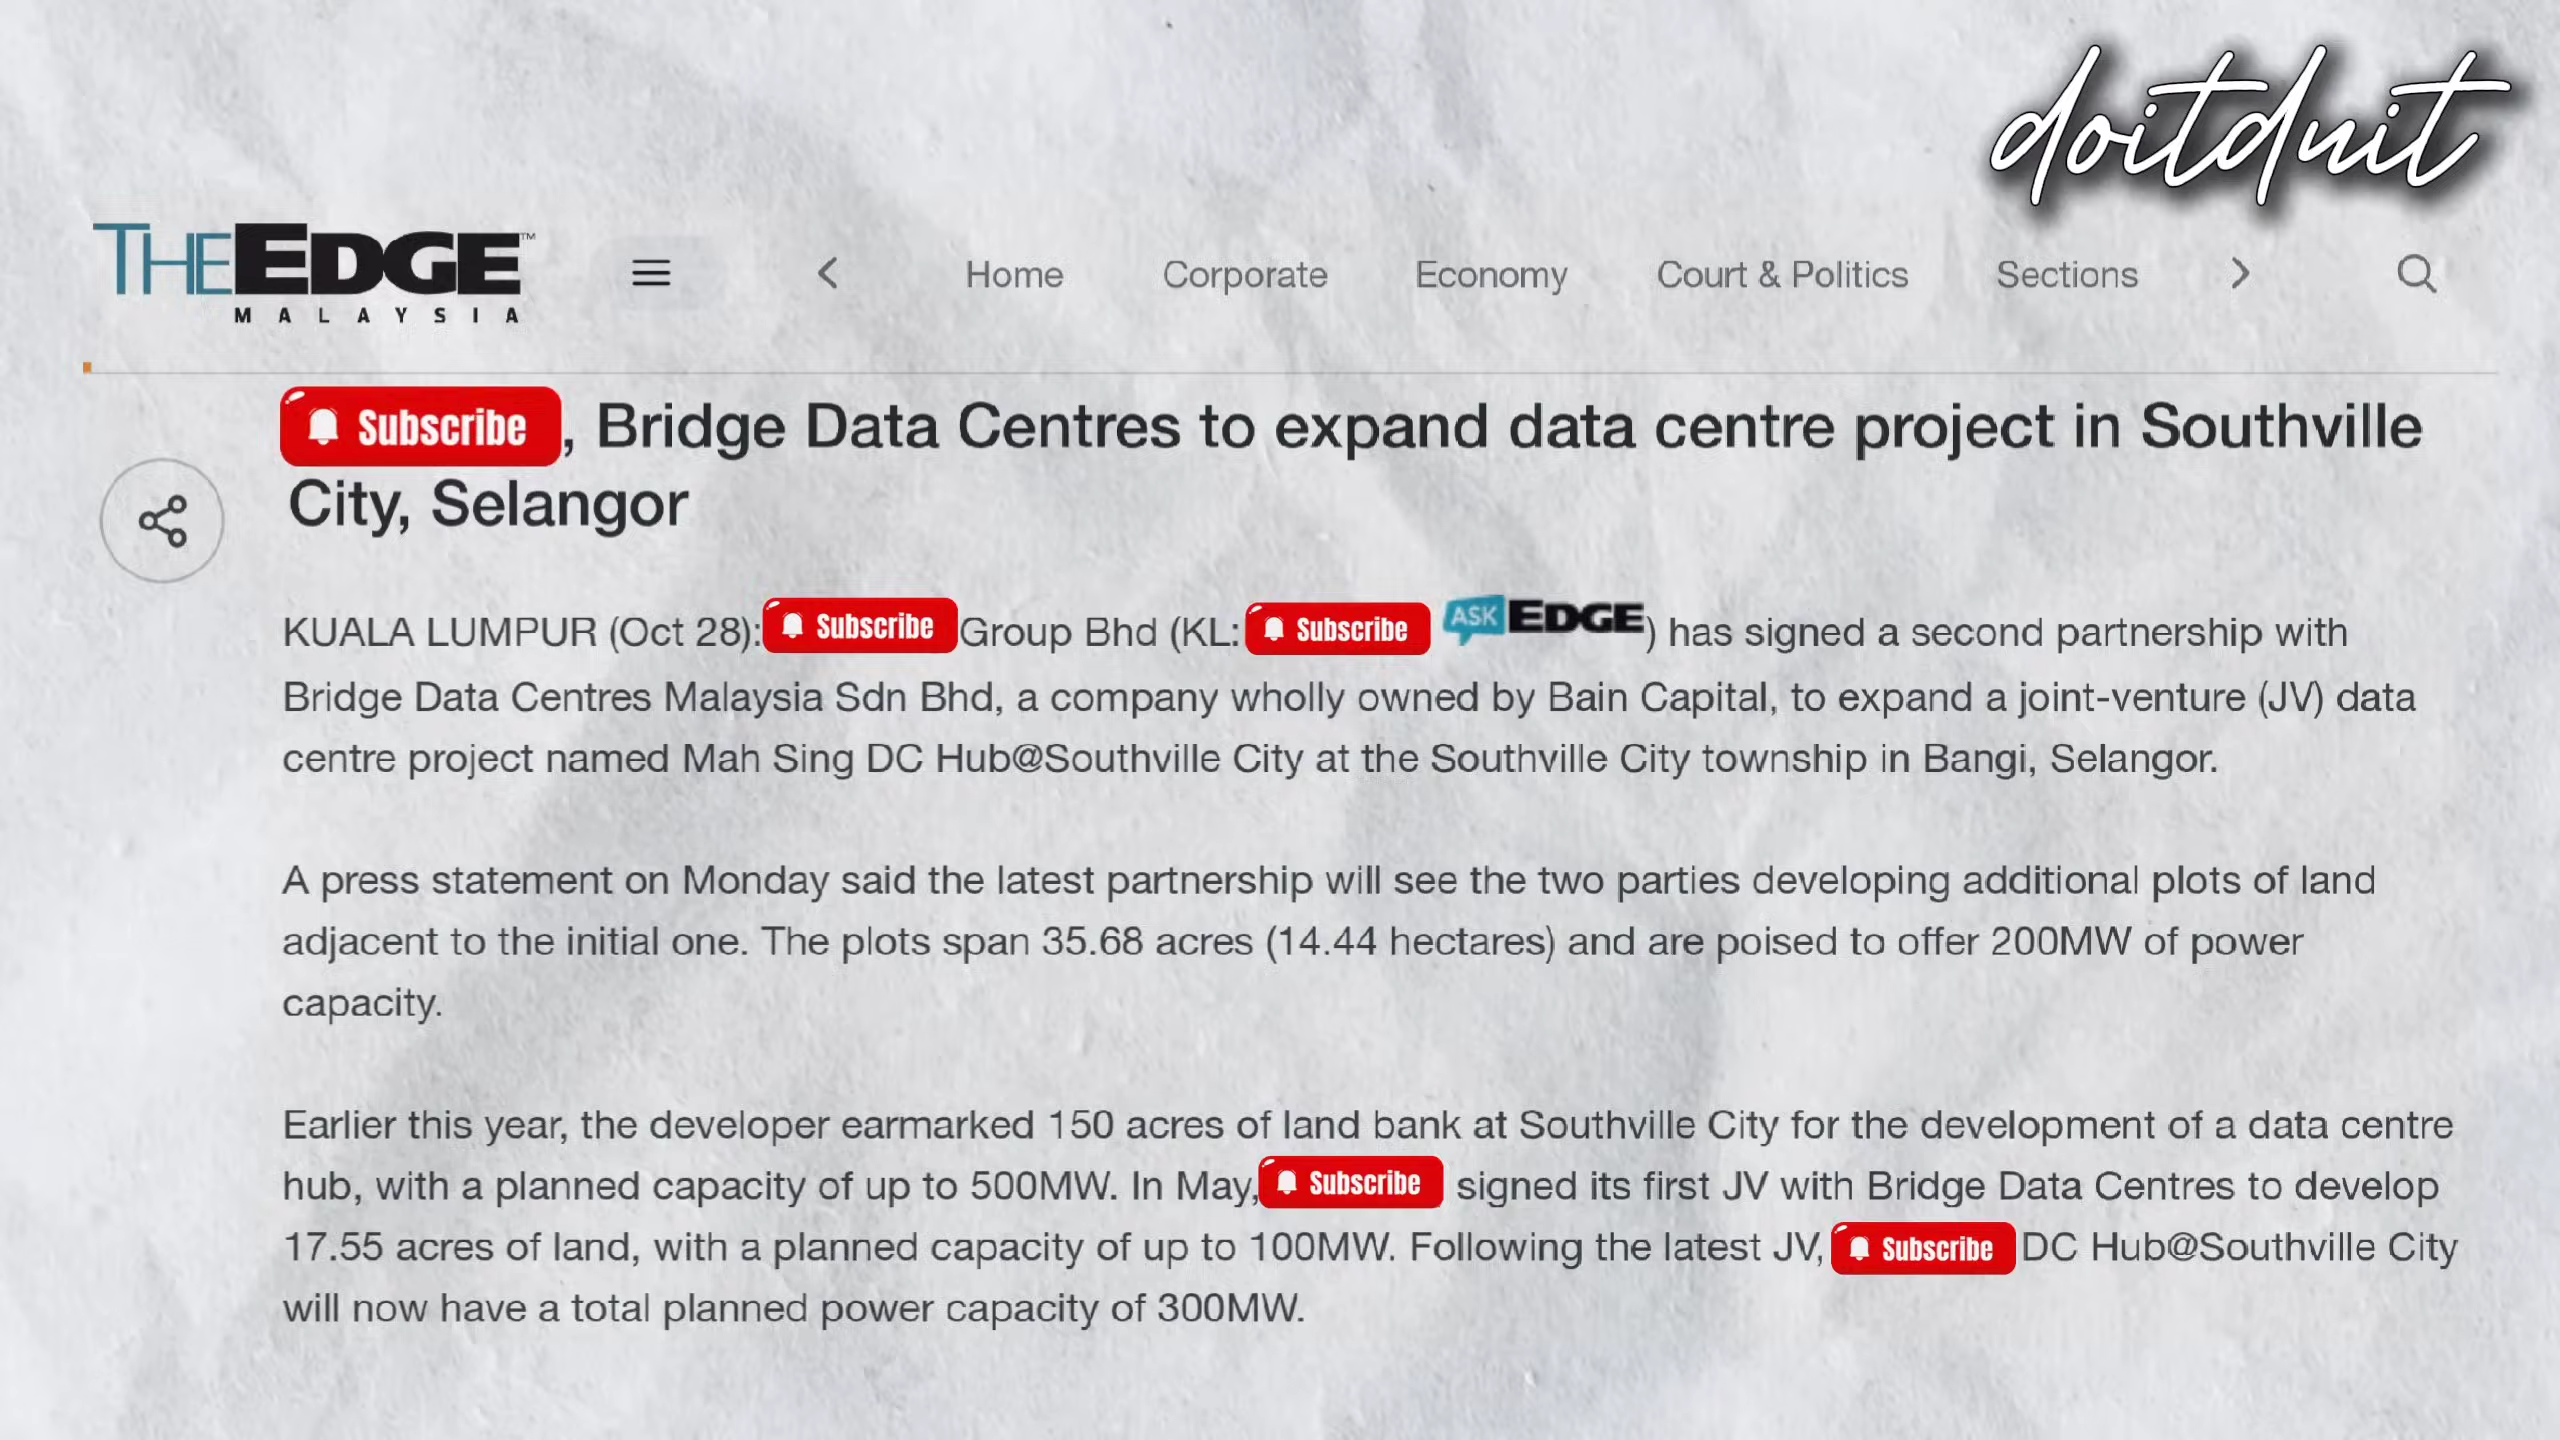 doitduit
THE EDGE™
MALAYSIA
Home Corporate Economy Court & Politics Sections
Subscribe, Bridge Data Centres to expand data centre project in Southville
City, Selangor
KUALA LUMPUR (Oct 28): Subscribe Group Bhd (KL: Subscribe ASK EDGE) has signed a second partnership with
Bridge Data Centres Malaysia Sdn Bhd, a company wholly owned by Bain Capital, to expand a joint-venture (JV) data
centre project named Mah Sing DC Hub@Southville City at the Southville City township in Bangi, Selangor.
A press statement on Monday said the latest partnership will see the two parties developing additional plots of land
adjacent to the initial one. The plots span 35.68 acres (14.44 hectares) and are poised to offer 200MW of power
capacity.
Earlier this year, the developer earmarked 150 acres of land bank at Southville City for the development of a data centre
hub, with a planned capacity of up to 500MW. In May, Subscribe signed its first JV with Bridge Data Centres to develop
17.55 acres of land, with a planned capacity of up to 100MW. Following the latest JV, Subscribe DC Hub@Southville City
will now have a total planned power capacity of 300MW.